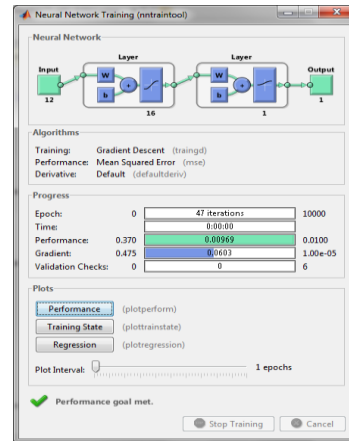 Neural Network Training (nntraintool)
Neural Network
Layer Layer
Input Output
W W
+ +
b b
12 1
16 1
Algorithms
Training: Gradient Descent (traingd)
Performance: Mean Squared Error (mse)
Derivative: Default (defaultderiv)
Progress
Epoch: 0 47 iterations 10000
Time: 0:00:00
Performance: 0.370 0.00969 0.0100
Gradient: 0.475 0.0603 1.00e-05
Validation Checks: 0 0 6
Plots
Performance (plotperform)
Training State (plottrainstate)
Regression (plotregression)
Plot Interval: 1 epochs
Performance goal met.
Stop Training Cancel